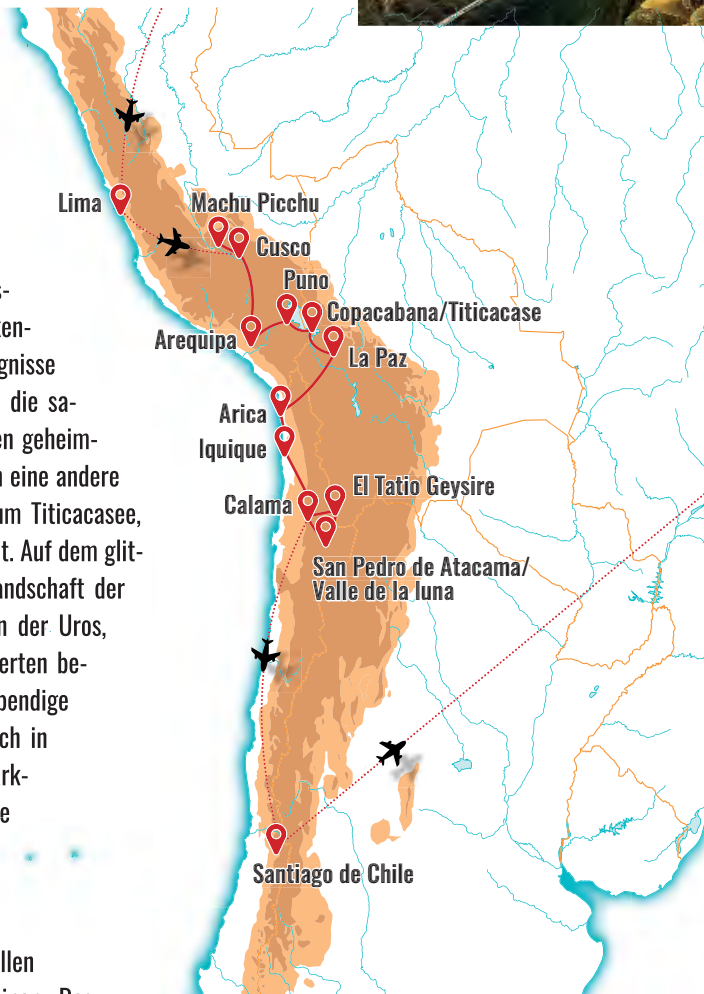 Lima
Machu Picchu
Cusco
Puno
Copacabana/Titicacase
Arequipa
La Paz
Arica
Iquique
El Tatio Geysire
Calama
San Pedro de Atacama/
Valle de la luna
Santiago de Chile
s-
en-
gnisse
die sa-
en geheim-
n eine andere
um Titicacasee,
t. Auf dem glit-
andschaft der
n der Uros,
erten be-
bendige
ch in
rk-
e
llen